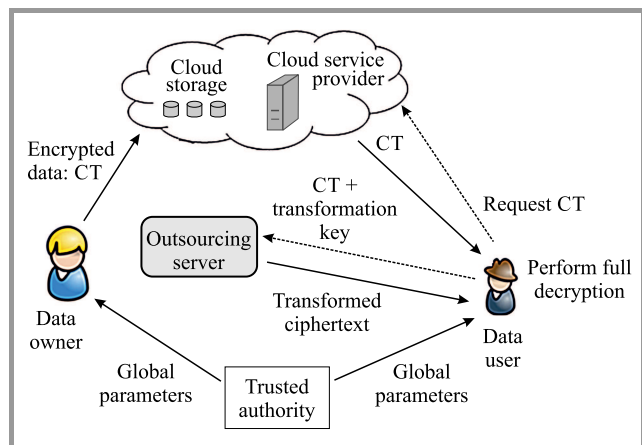 Cloud
storage
Cloud service
provider
Encrypted
data: CT
CT
CT +
transformation
key
Request CT
Outsourcing
server
Perform full
decryption
Transformed
ciphertext
Data
owner
Data
user
Global
parameters
Trusted
authority
Global
parameters